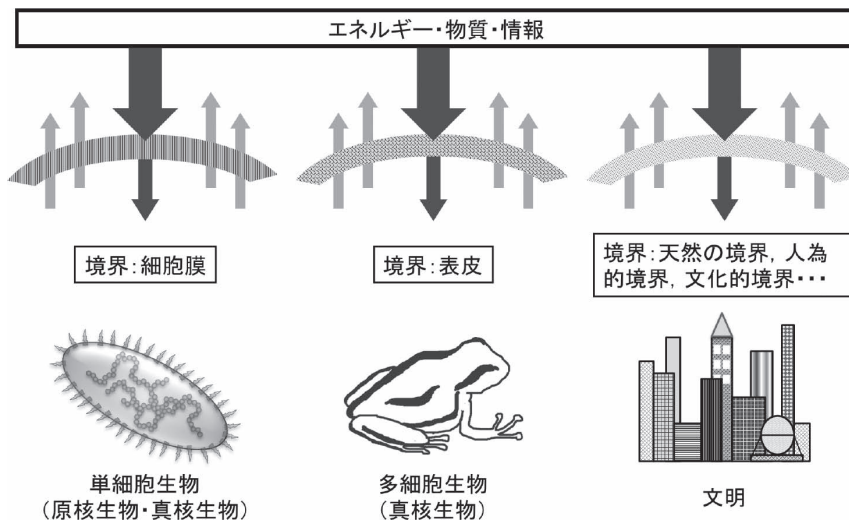 エネルギー・物質・情報
境界:細胞膜
境界:表皮
境界:天然の境界, 人為
的境界, 文化的境界・・・
単細胞生物
(原核生物・真核生物)
多細胞生物
(真核生物)
文明